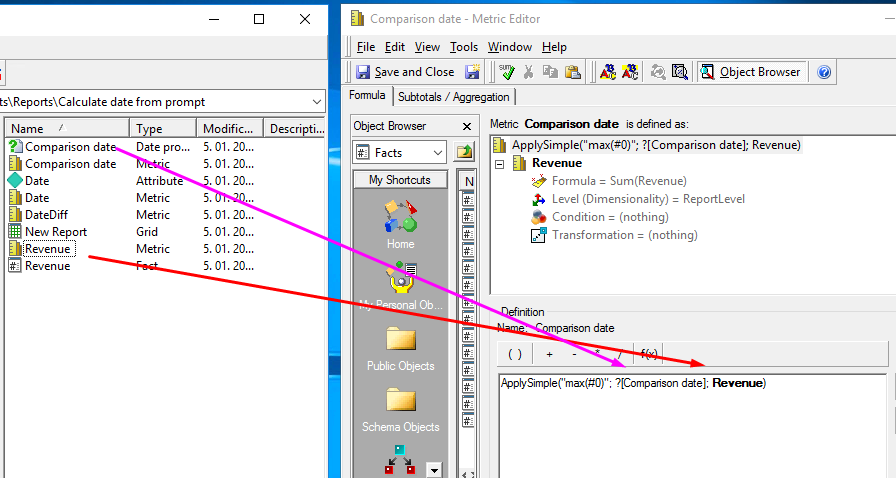 Comparison date - Metric Editor
File Edit View Tools Window Help
Save and Close Object Browser
ts\Reports\Calculate date from prompt
Formula Subtotals / Aggregation
Name Type Modific... Descripti...
Comparison date Date pro... 5. 01. 20...
Comparison date Metric 5. 01. 20...
Date Attribute 5. 01. 20...
Date Metric 5. 01. 20...
DateDiff Metric 5. 01. 20...
New Report Grid 5. 01. 20...
Revenue Metric 5. 01. 20...
Revenue Fact 5. 01. 20...
Object Browser
Facts
My Shortcuts
N
Home
My Personal Ob...
Public Objects
Schema Objects
Metric Comparison date is defined as:
ApplySimple("max(#0)"; ?[Comparison date]; Revenue)
Revenue
Formula = Sum(Revenue)
Level (Dimensionality) = ReportLevel
Condition = (nothing)
Transformation = (nothing)
Definition
Name: Comparison date
( ) + - * / f(x)
ApplySimple("max(#0)"; ?[Comparison date]; Revenue)